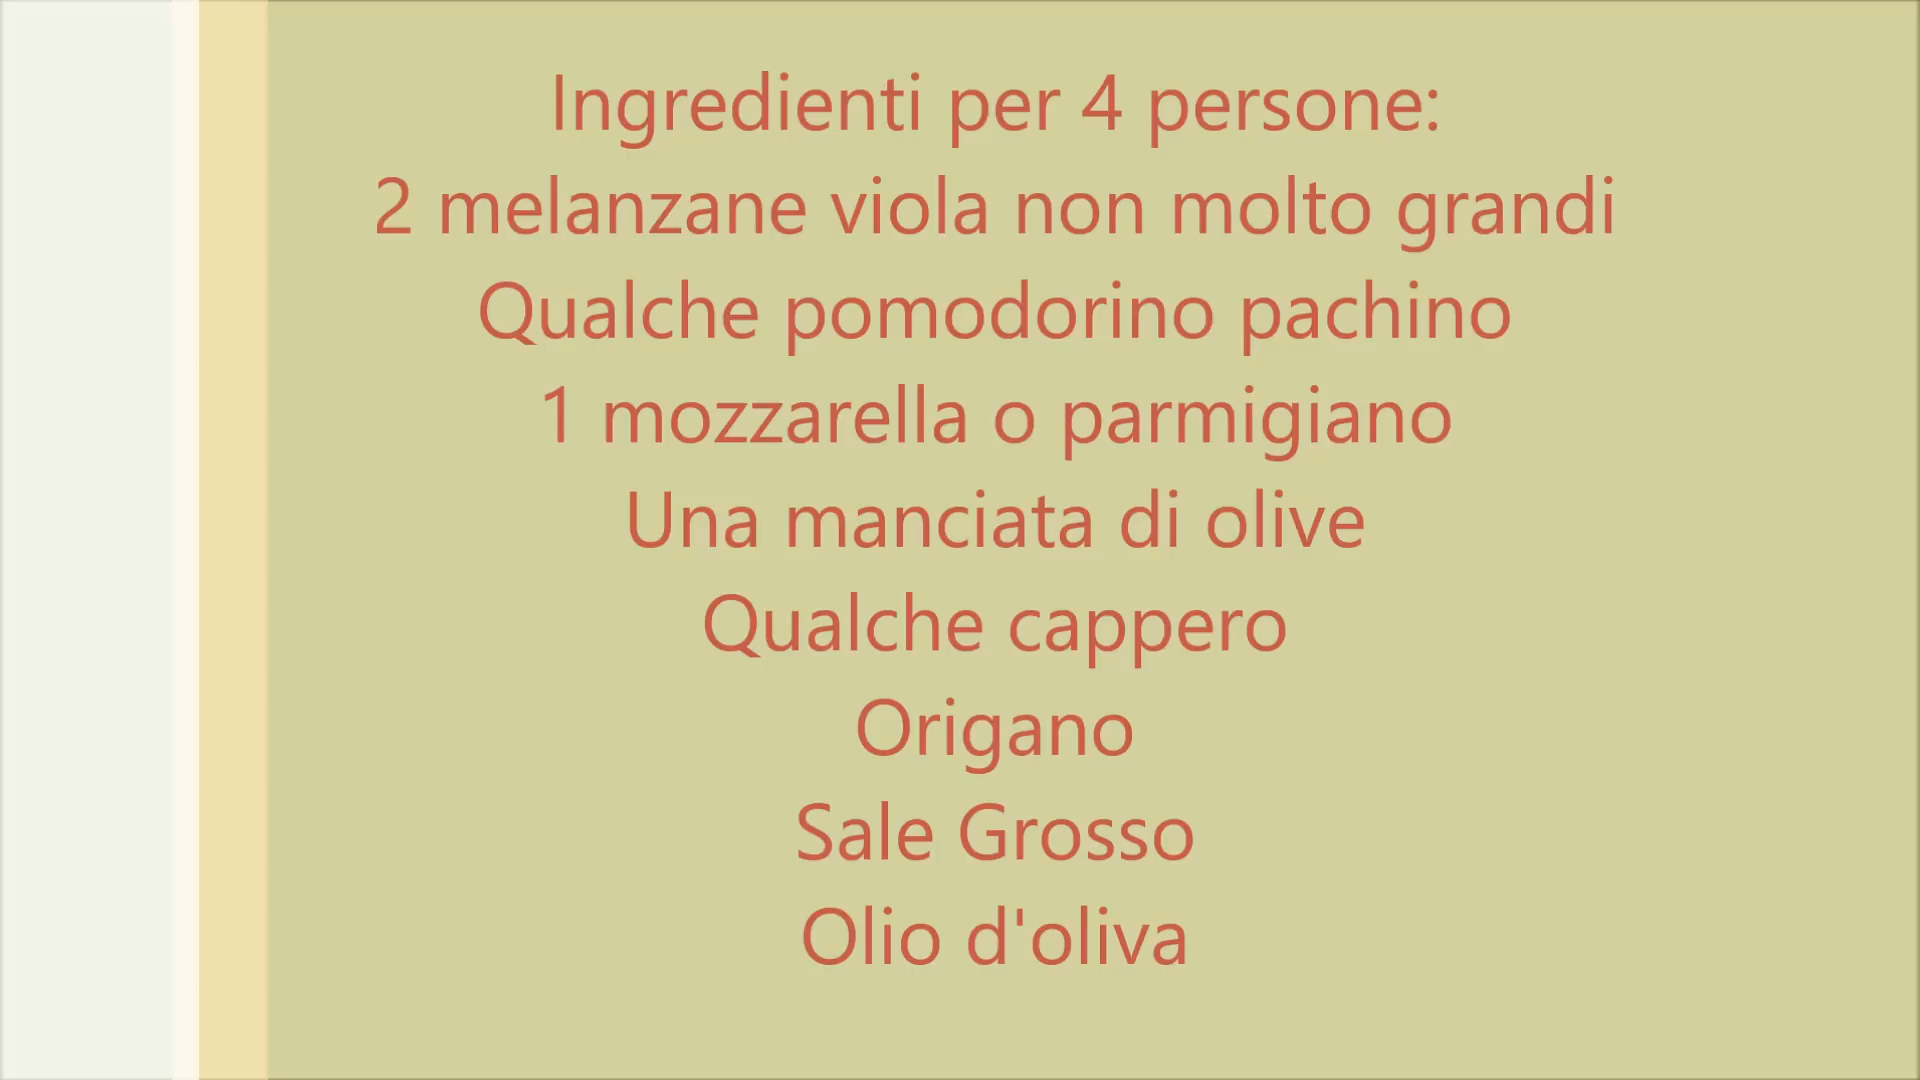 Ingredienti per 4 persone:
2 melanzane viola non molto grandi
Qualche pomodorino pachino
1 mozzarella o parmigiano
Una manciata di olive
Qualche cappero
Origano
Sale Grosso
Olio d'oliva